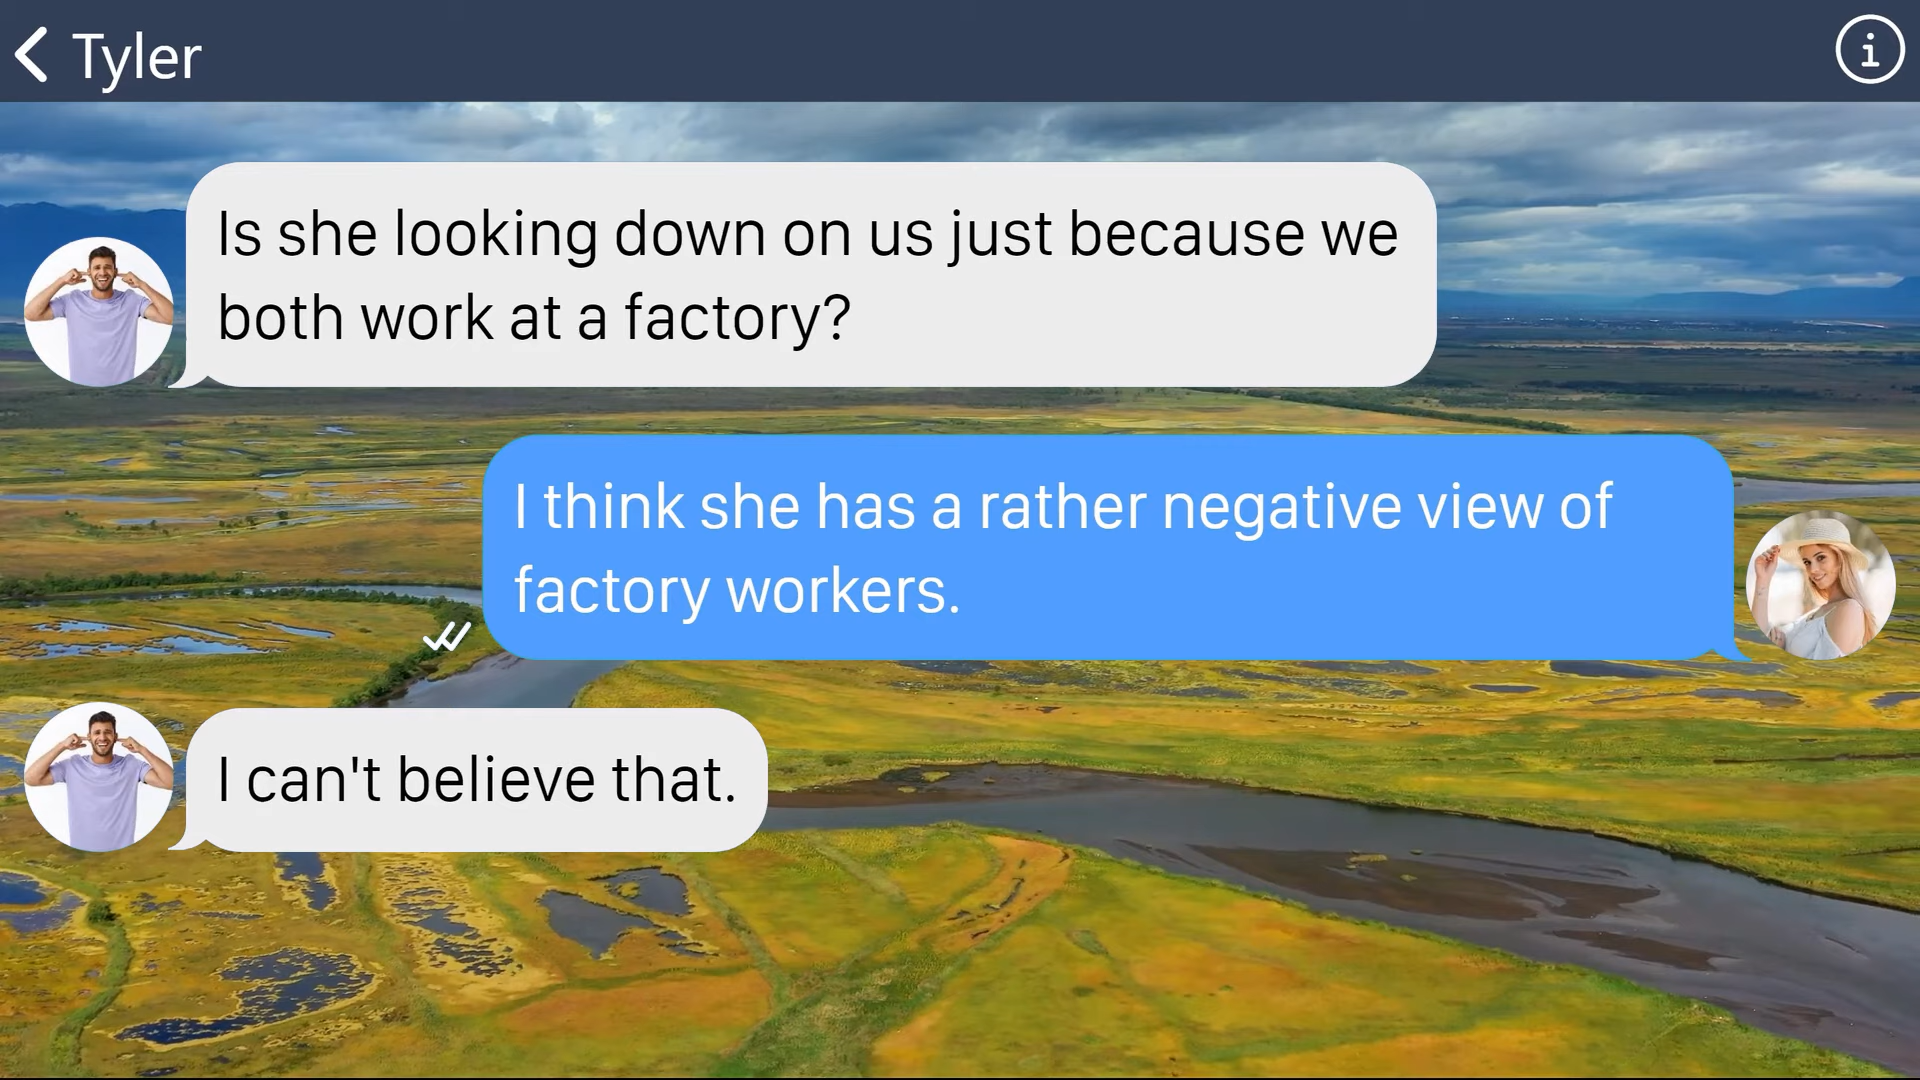 Tyler
Is she looking down on us just because we
both work at a factory?
I think she has a rather negative view of
factory workers.
I can't believe that.